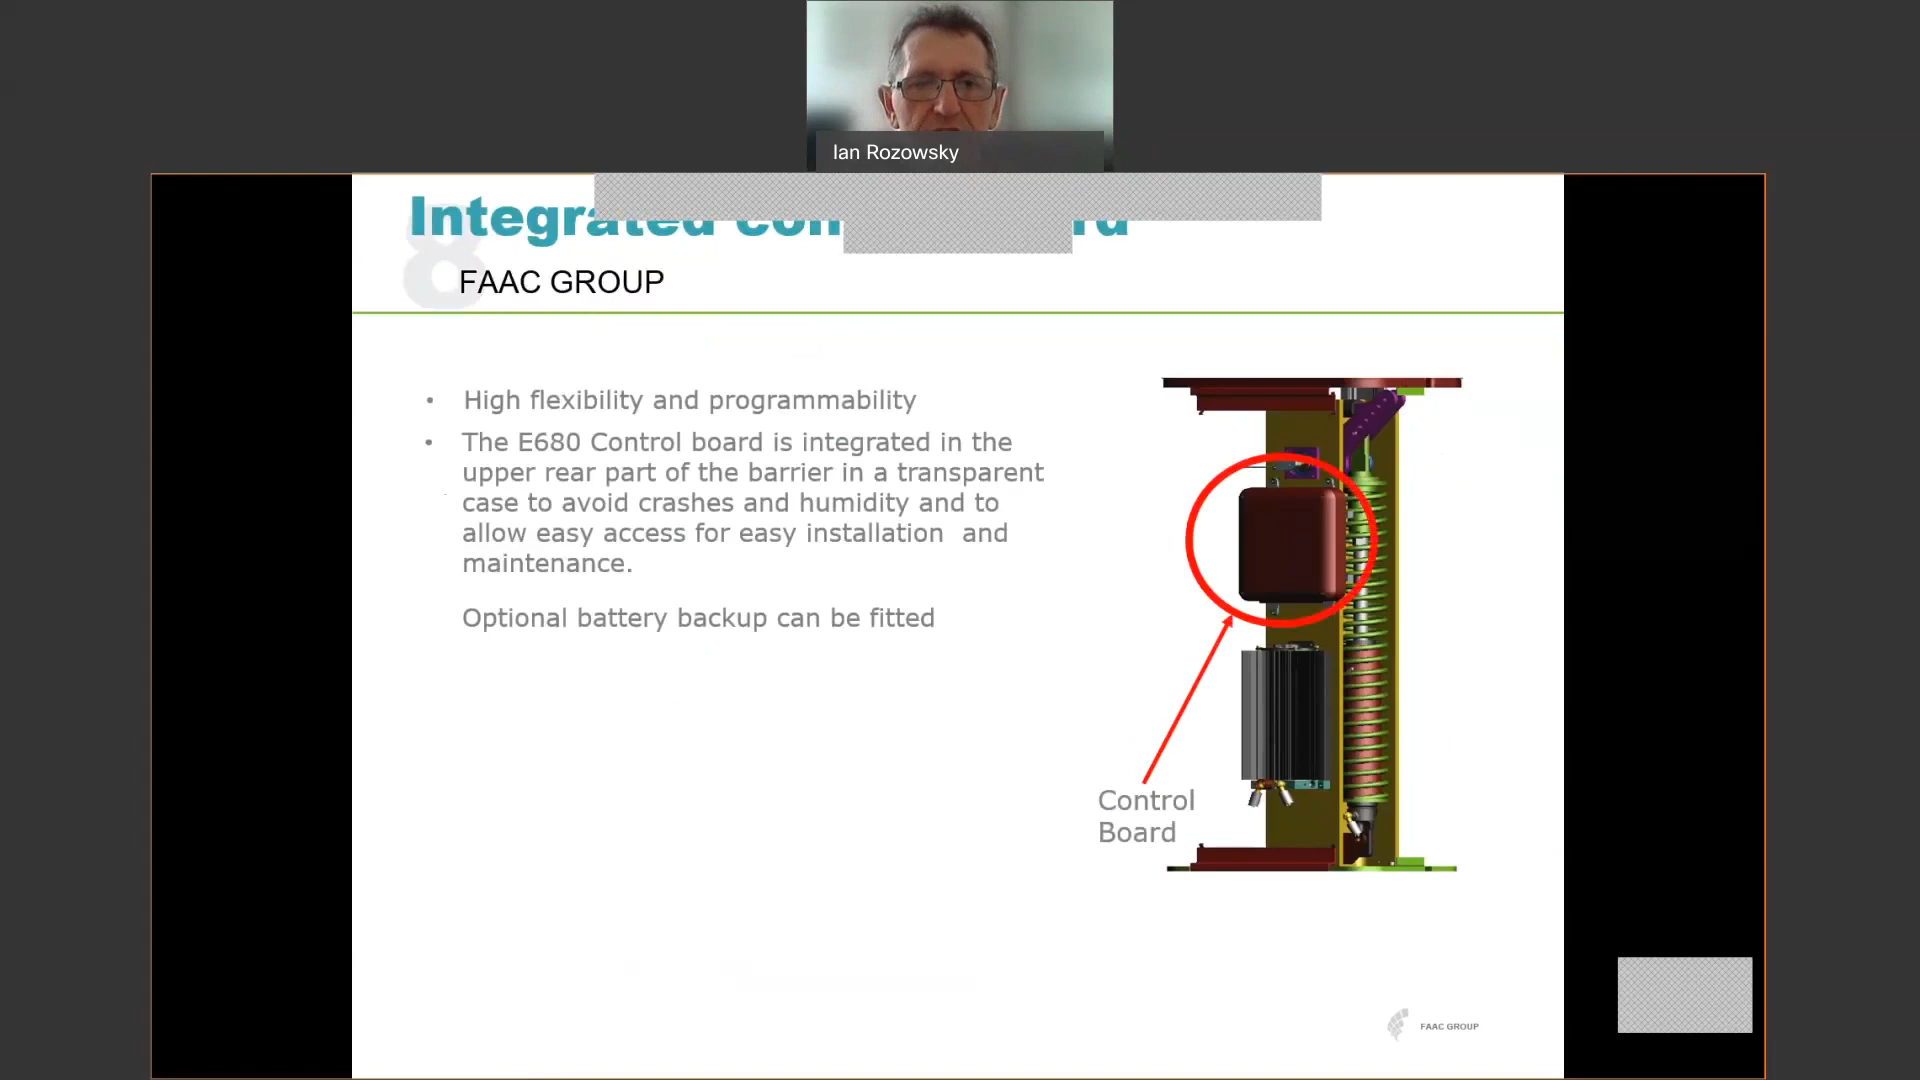 Ian Rozowsky
Integrated
8
FAAC GROUP
• High flexibility and programmability
• The E680 Control board is integrated in the
upper rear part of the barrier in a transparent
case to avoid crashes and humidity and to
allow easy access for easy installation and
maintenance.
Optional battery backup can be fitted
Control
Board
FAAC GROUP